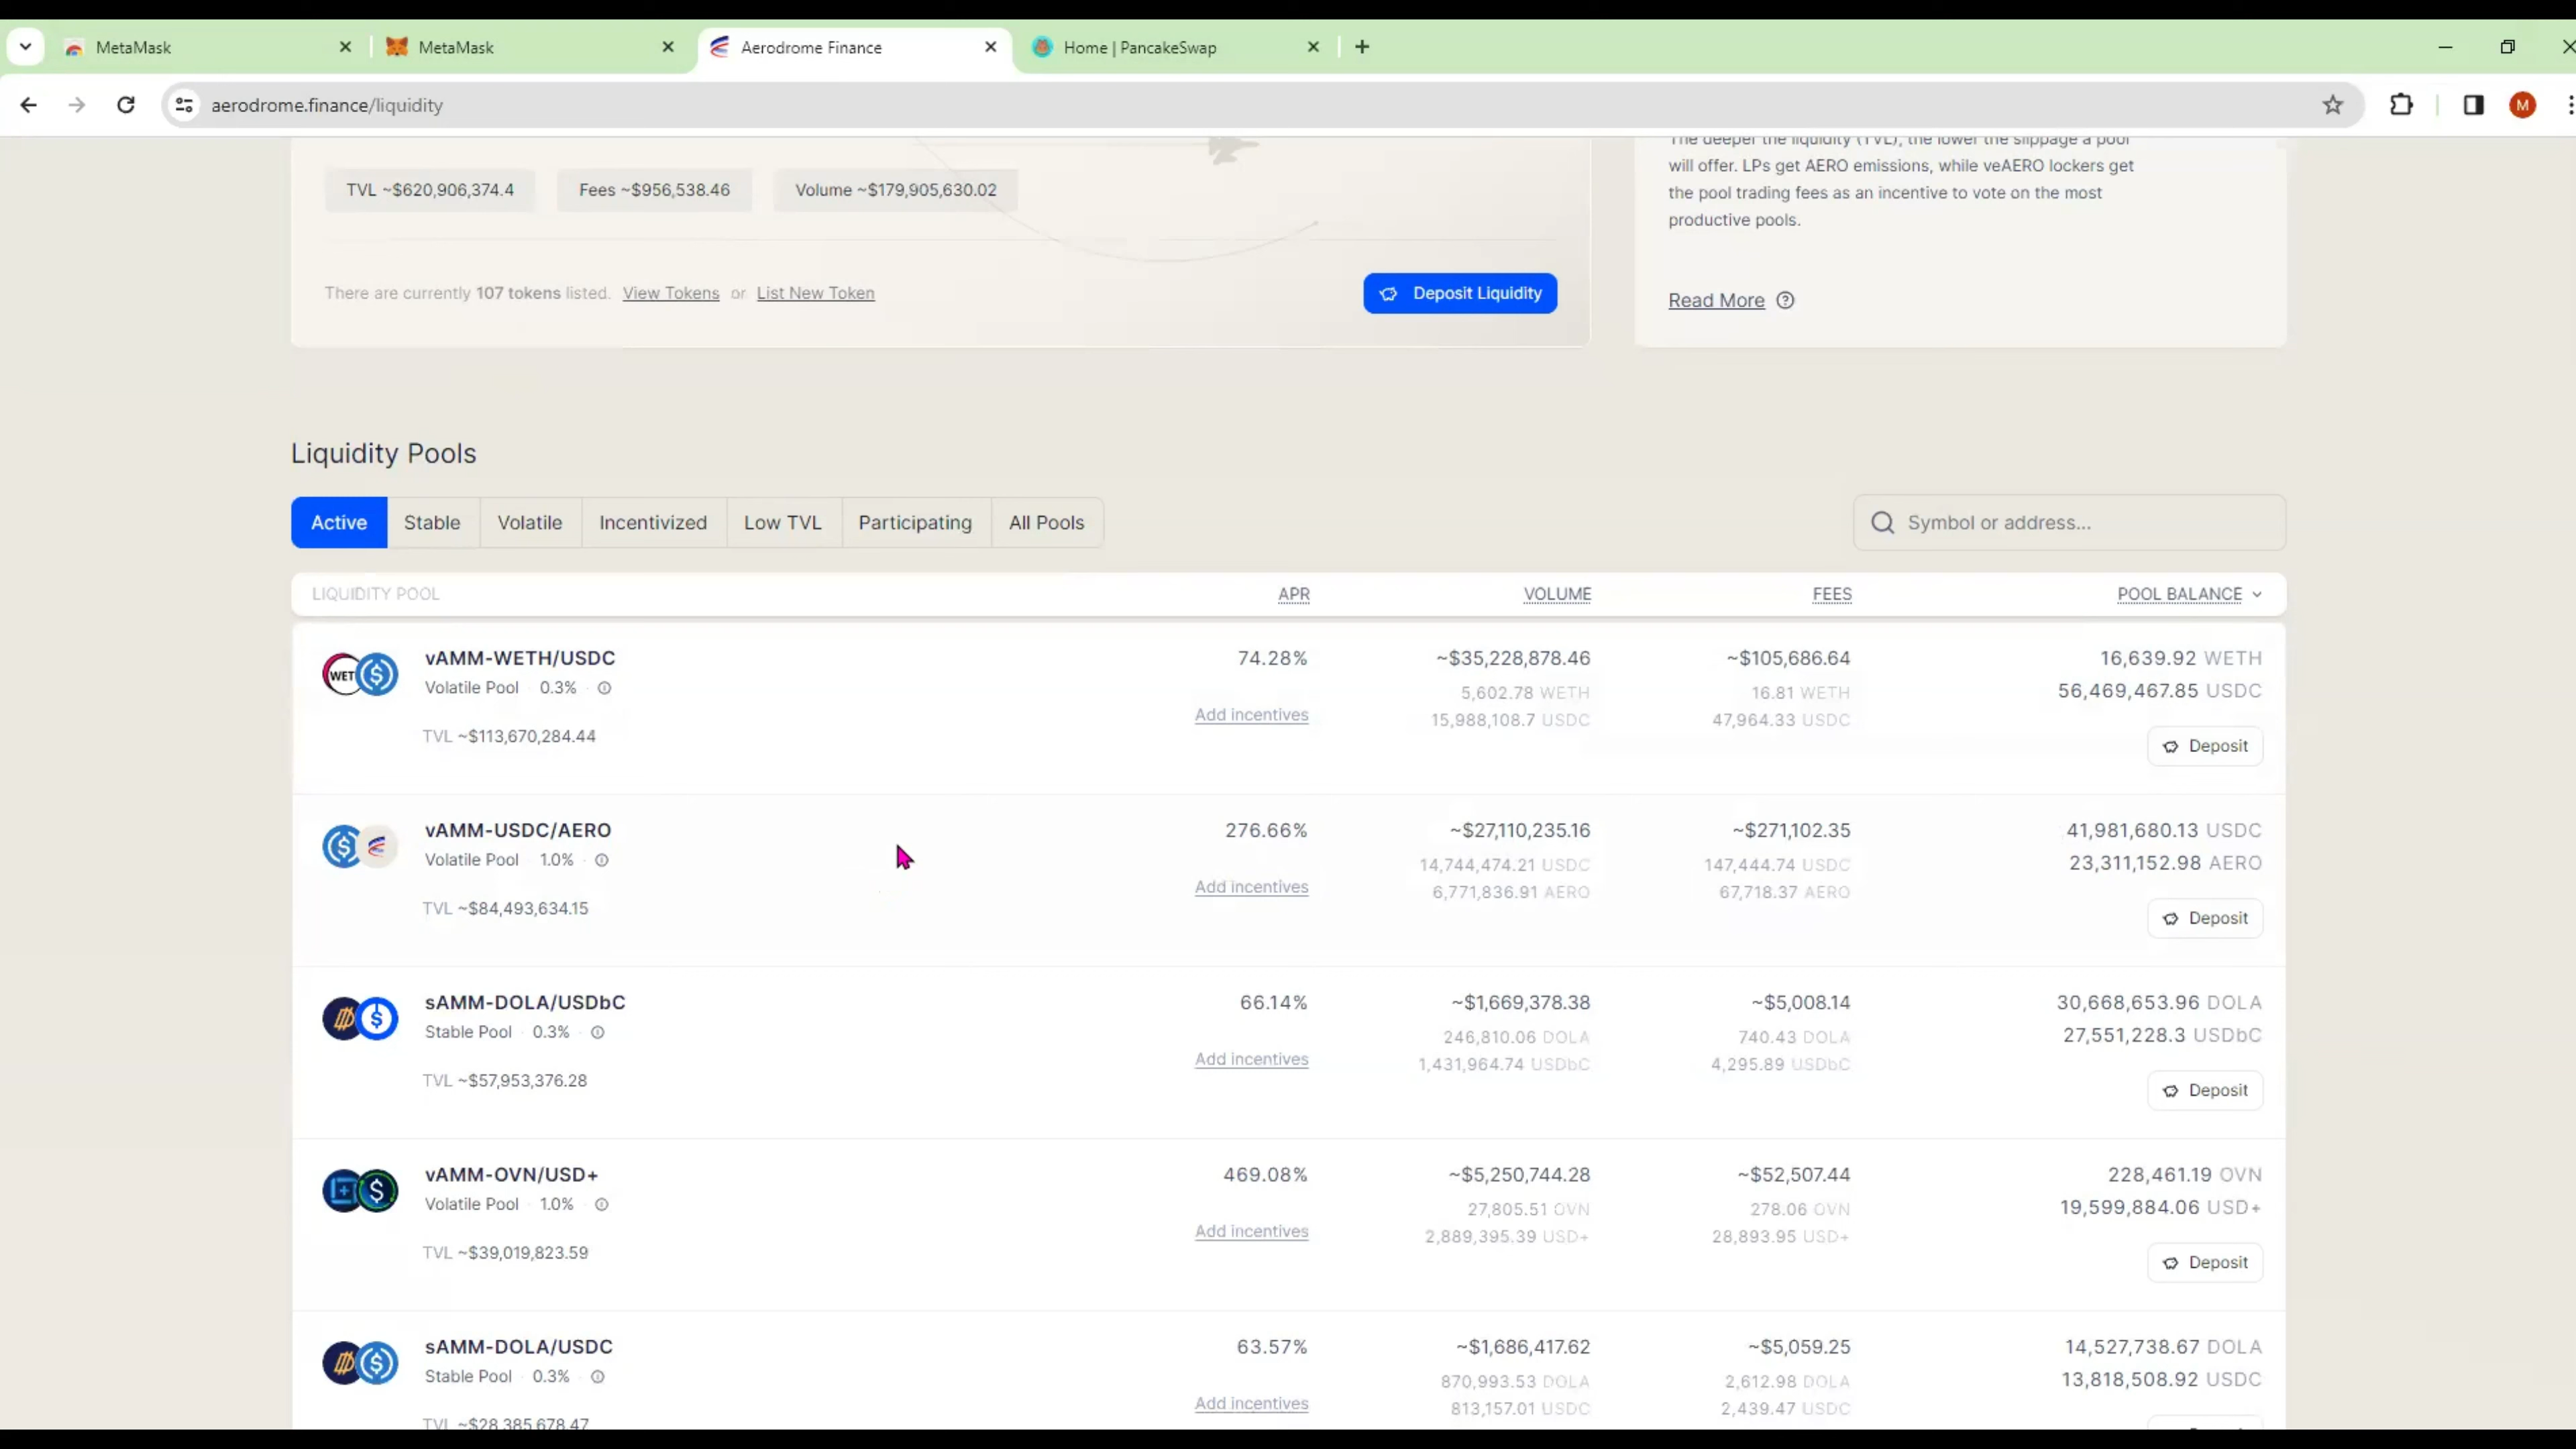 MetaMask
MetaMask
Aerodrome Finance
Home | PancakeSwap
aerodrome.finance/liquidity
M
The deeper the liquidity (TVL), the lower the slippage a pool
will offer. LPs get AERO emissions, while veAERO lockers get
the pool trading fees as an incentive to vote on the most
productive pools.
Read More
TVL ~$620,906,374.4
Fees ~$956,538.46
Volume ~$179,905,630.02
There are currently 107 tokens listed. View Tokens or List New Token
Deposit Liquidity
Liquidity Pools
Active
Stable
Volatile
Incentivized
Low TVL
Participating
All Pools
Symbol or address...
LIQUIDITY POOL
APR
VOLUME
FEES
POOL BALANCE
WET
vAMM-WETH/USDC
Volatile Pool · 0.3%
TVL ~$113,670,284.44
74.28%
Add incentives
~$35,228,878.46
5,602.78 WETH
15,988,108.7 USDC
~$105,686.64
16.81 WETH
47,964.33 USDC
16,639.92 WETH
56,469,467.85 USDC
Deposit
vAMM-USDC/AERO
Volatile Pool · 1.0%
TVL ~$84,493,634.15
276.66%
Add incentives
~$27,110,235.16
14,744,474.21 USDC
6,771,836.91 AERO
~$271,102.35
147,444.74 USDC
67,718.37 AERO
41,981,680.13 USDC
23,311,152.98 AERO
Deposit
sAMM-DOLA/USDbC
Stable Pool · 0.3%
TVL ~$57,953,376.28
66.14%
Add incentives
~$1,669,378.38
246,810.06 DOLA
1,431,964.74 USDbC
~$5,008.14
740.43 DOLA
4,295.89 USDbC
30,668,653.96 DOLA
27,551,228.3 USDbC
Deposit
vAMM-OVN/USD+
Volatile Pool · 1.0%
TVL ~$39,019,823.59
469.08%
Add incentives
~$5,250,744.28
27,805.51 OVN
2,889,395.39 USD+
~$52,507.44
278.06 OVN
28,893.95 USD+
228,461.19 OVN
19,599,884.06 USD+
Deposit
sAMM-DOLA/USDC
Stable Pool · 0.3%
TVL ~$28,385,678.47
63.57%
Add incentives
~$1,686,417.62
870,993.53 DOLA
813,157.01 USDC
~$5,059.25
2,612.98 DOLA
2,439.47 USDC
14,527,738.67 DOLA
13,818,508.92 USDC